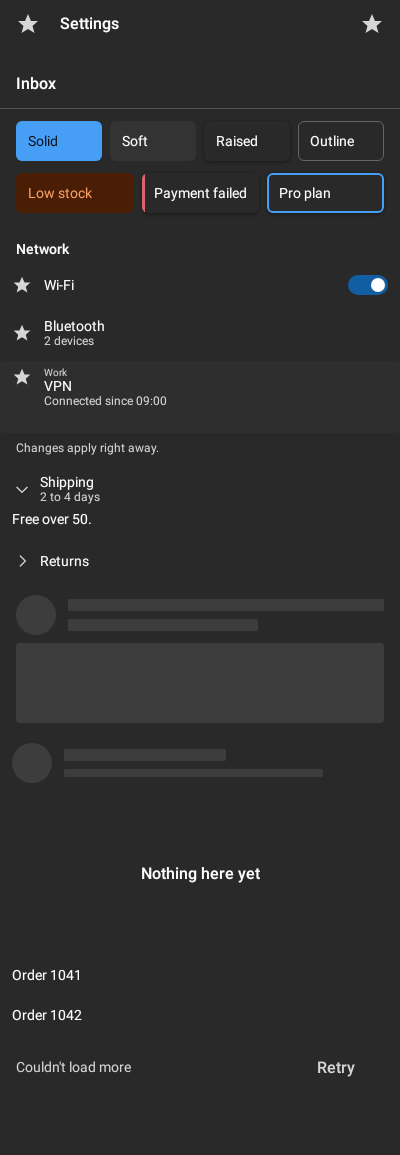 Settings
Inbox
Solid
Soft
Raised
Outline
Low stock
Payment failed
Pro plan
Network
Wi-Fi
Bluetooth
2 devices
Work
VPN
Connected since 09:00
Changes apply right away.
Shipping
2 to 4 days
Free over 50.
Returns
Nothing here yet
Order 1041
Order 1042
Couldn't load more
Retry